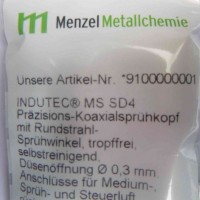 Menzel Metallchemie
Unsere Artikel-Nr. *9100000001
INDUTEC® MS SD4
Präzisions-Koaxialsprühkopf
mit Rundstrahl-
Sprühwinkel, tropffrei,
selbstreinigend,
Düsenöffnung Ø 0,3 mm
Anschlüsse für Medium-,
Sprüh- und Steuerluft